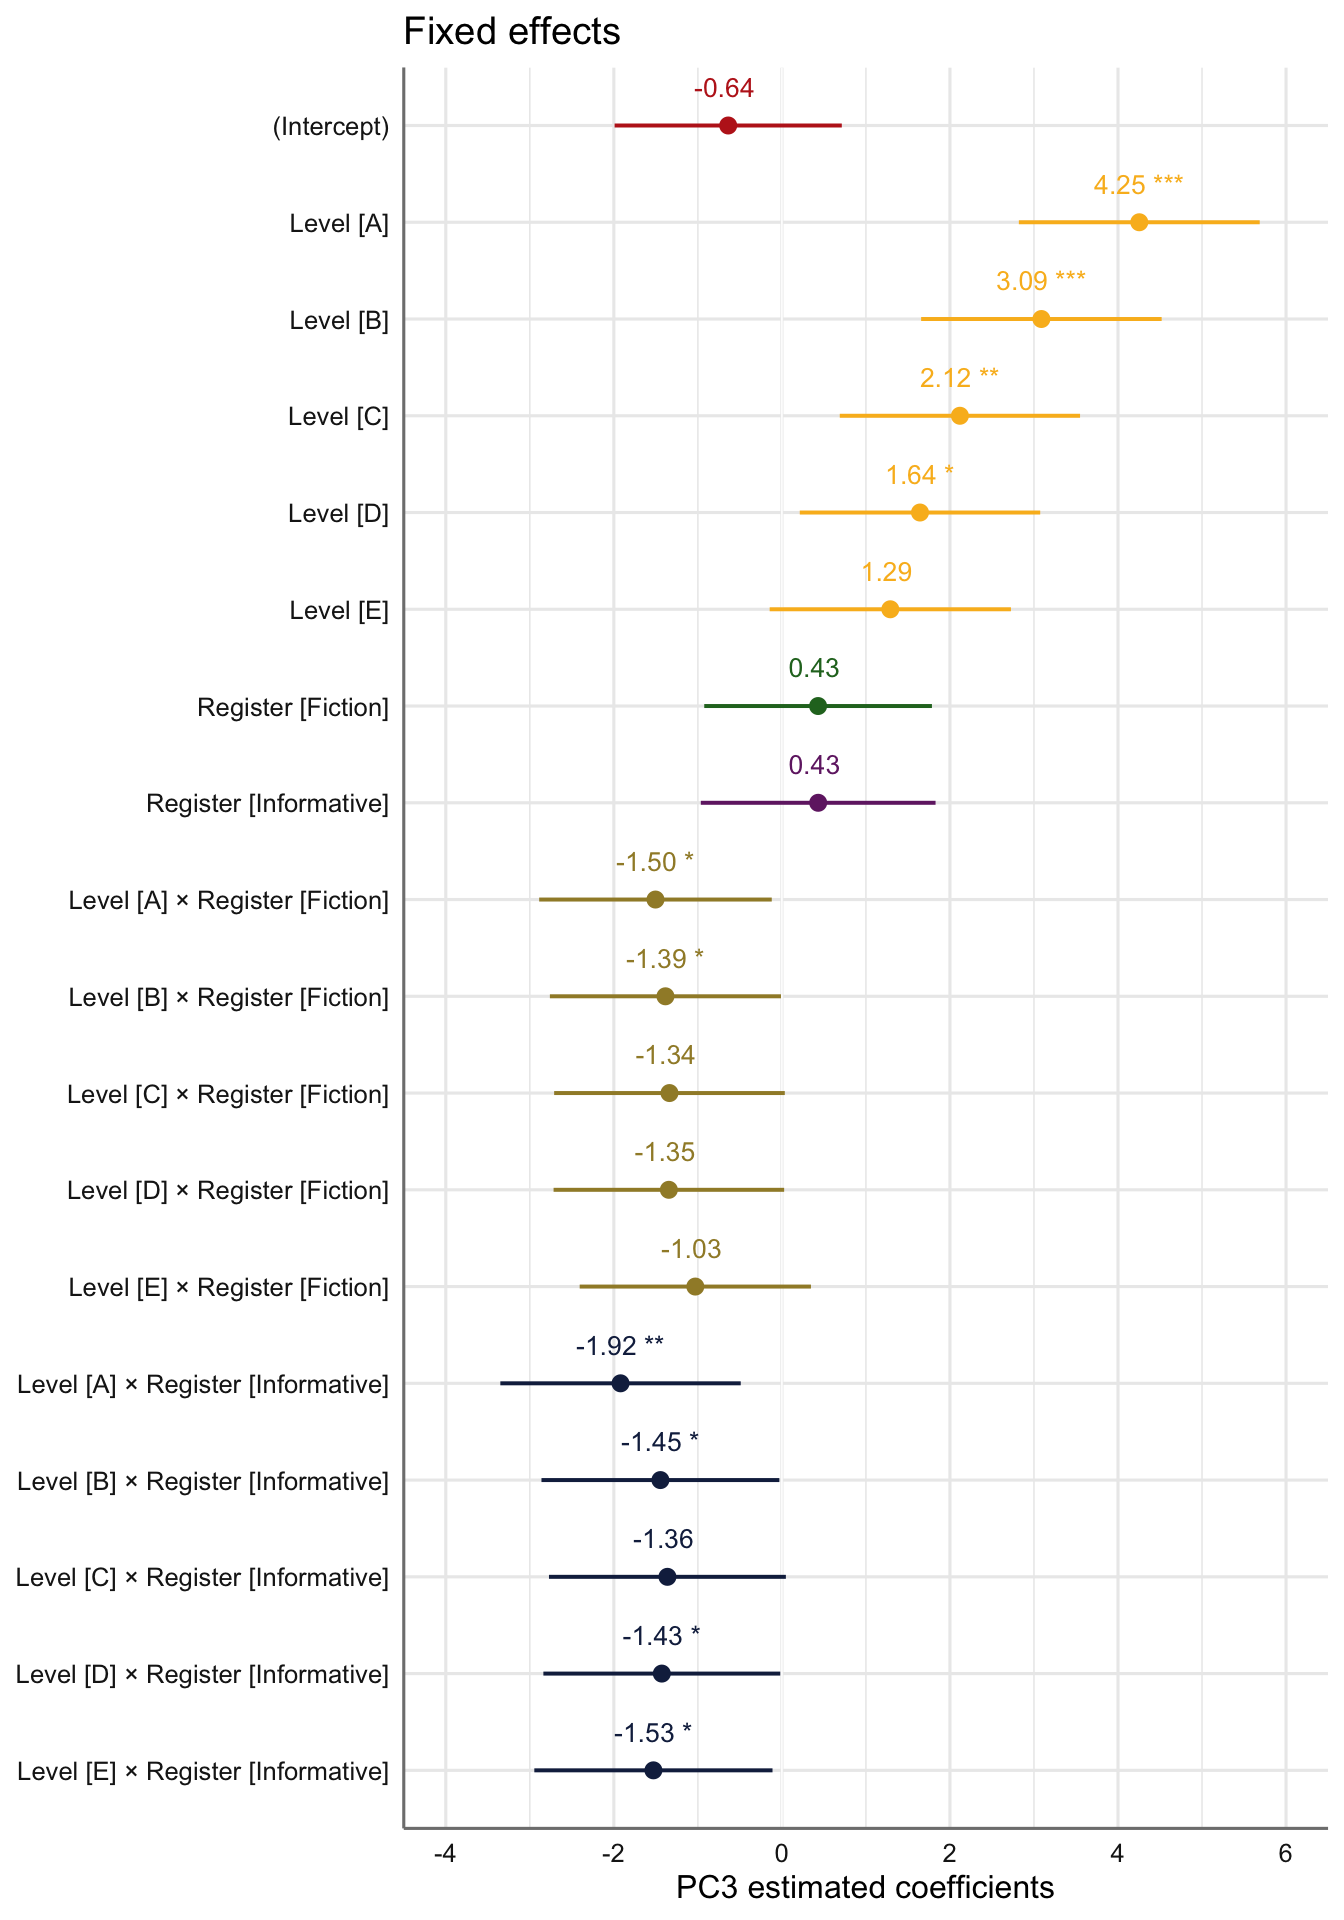 Fixed effects
-0.64
(Intercept)
4.25 ***
Level [A]
3.09 ***
Level [B]
2.12 **
Level [C]
1.64 *
Level [D]
1.29
Level [E]
0.43
Register [Fiction]
0.43
Register [Informative]
-1.50 *
Level [A] × Register [Fiction]
-1.39 *
Level [B] × Register [Fiction]
-1.34
Level [C] × Register [Fiction]
-1.35
Level [D] × Register [Fiction]
-1.03
Level [E] × Register [Fiction]
-1.92 **
Level [A] × Register [Informative]
-1.45 *
Level [B] × Register [Informative]
-1.36
Level [C] × Register [Informative]
-1.43 *
Level [D] × Register [Informative]
-1.53 *
Level [E] × Register [Informative]
-4 -2 0 2 4 6
PC3 estimated coefficients